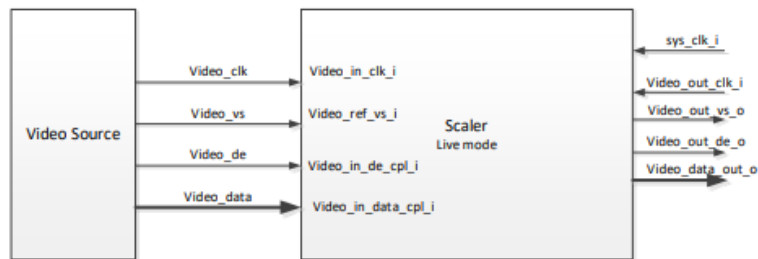 Video Source
Video_clk
Video_vs
Video_de
Video_data
Video_in_clk_i
Video_ref_vs_i
Video_in_de_cpl_i
Video_in_data_cpl_i
Scaler
Live mode
sys_clk_i
Video_out_clk_i
Video_out_vs_o
Video_out_de_o
Video_data_out_o